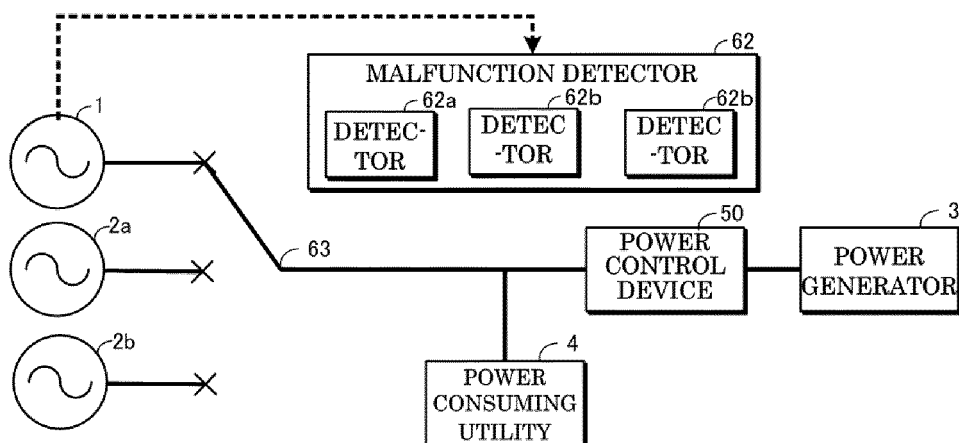 62
MALFUNCTION DETECTOR
62a
DETEC-
TOR
62b
DETEC
-TOR
62b
DETEC
-TOR
1
2a
63
50
POWER
CONTROL
DEVICE
3
POWER
GENERATOR
2b
4
POWER
CONSUMING
UTILITY